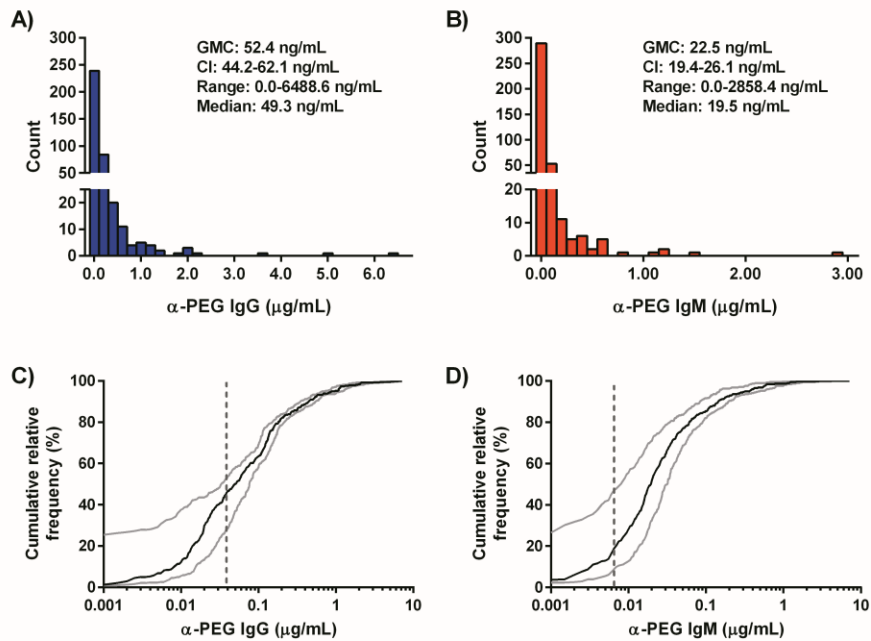 A)
GMC: 52.4 ng/mL
CI: 44.2-62.1 ng/mL
Range: 0.0-6488.6 ng/mL
Median: 49.3 ng/mL
300
250
200
150
100
50
20
10
0
Count
0.0 1.0 2.0 3.0 4.0 5.0 6.0
α-PEG IgG (μg/mL)
B)
GMC: 22.5 ng/mL
CI: 19.4-26.1 ng/mL
Range: 0.0-2858.4 ng/mL
Median: 19.5 ng/mL
300
250
200
150
100
50
20
10
0
Count
0.00 1.00 2.00 3.00
α-PEG IgM (μg/mL)
C)
100
80
60
40
20
0
Cumulative relative
frequency (%)
0.001 0.01 0.1 1 10
α-PEG IgG (μg/mL)
D)
100
80
60
40
20
0
Cumulative relative
frequency (%)
0.001 0.01 0.1 1 10
α-PEG IgM (μg/mL)